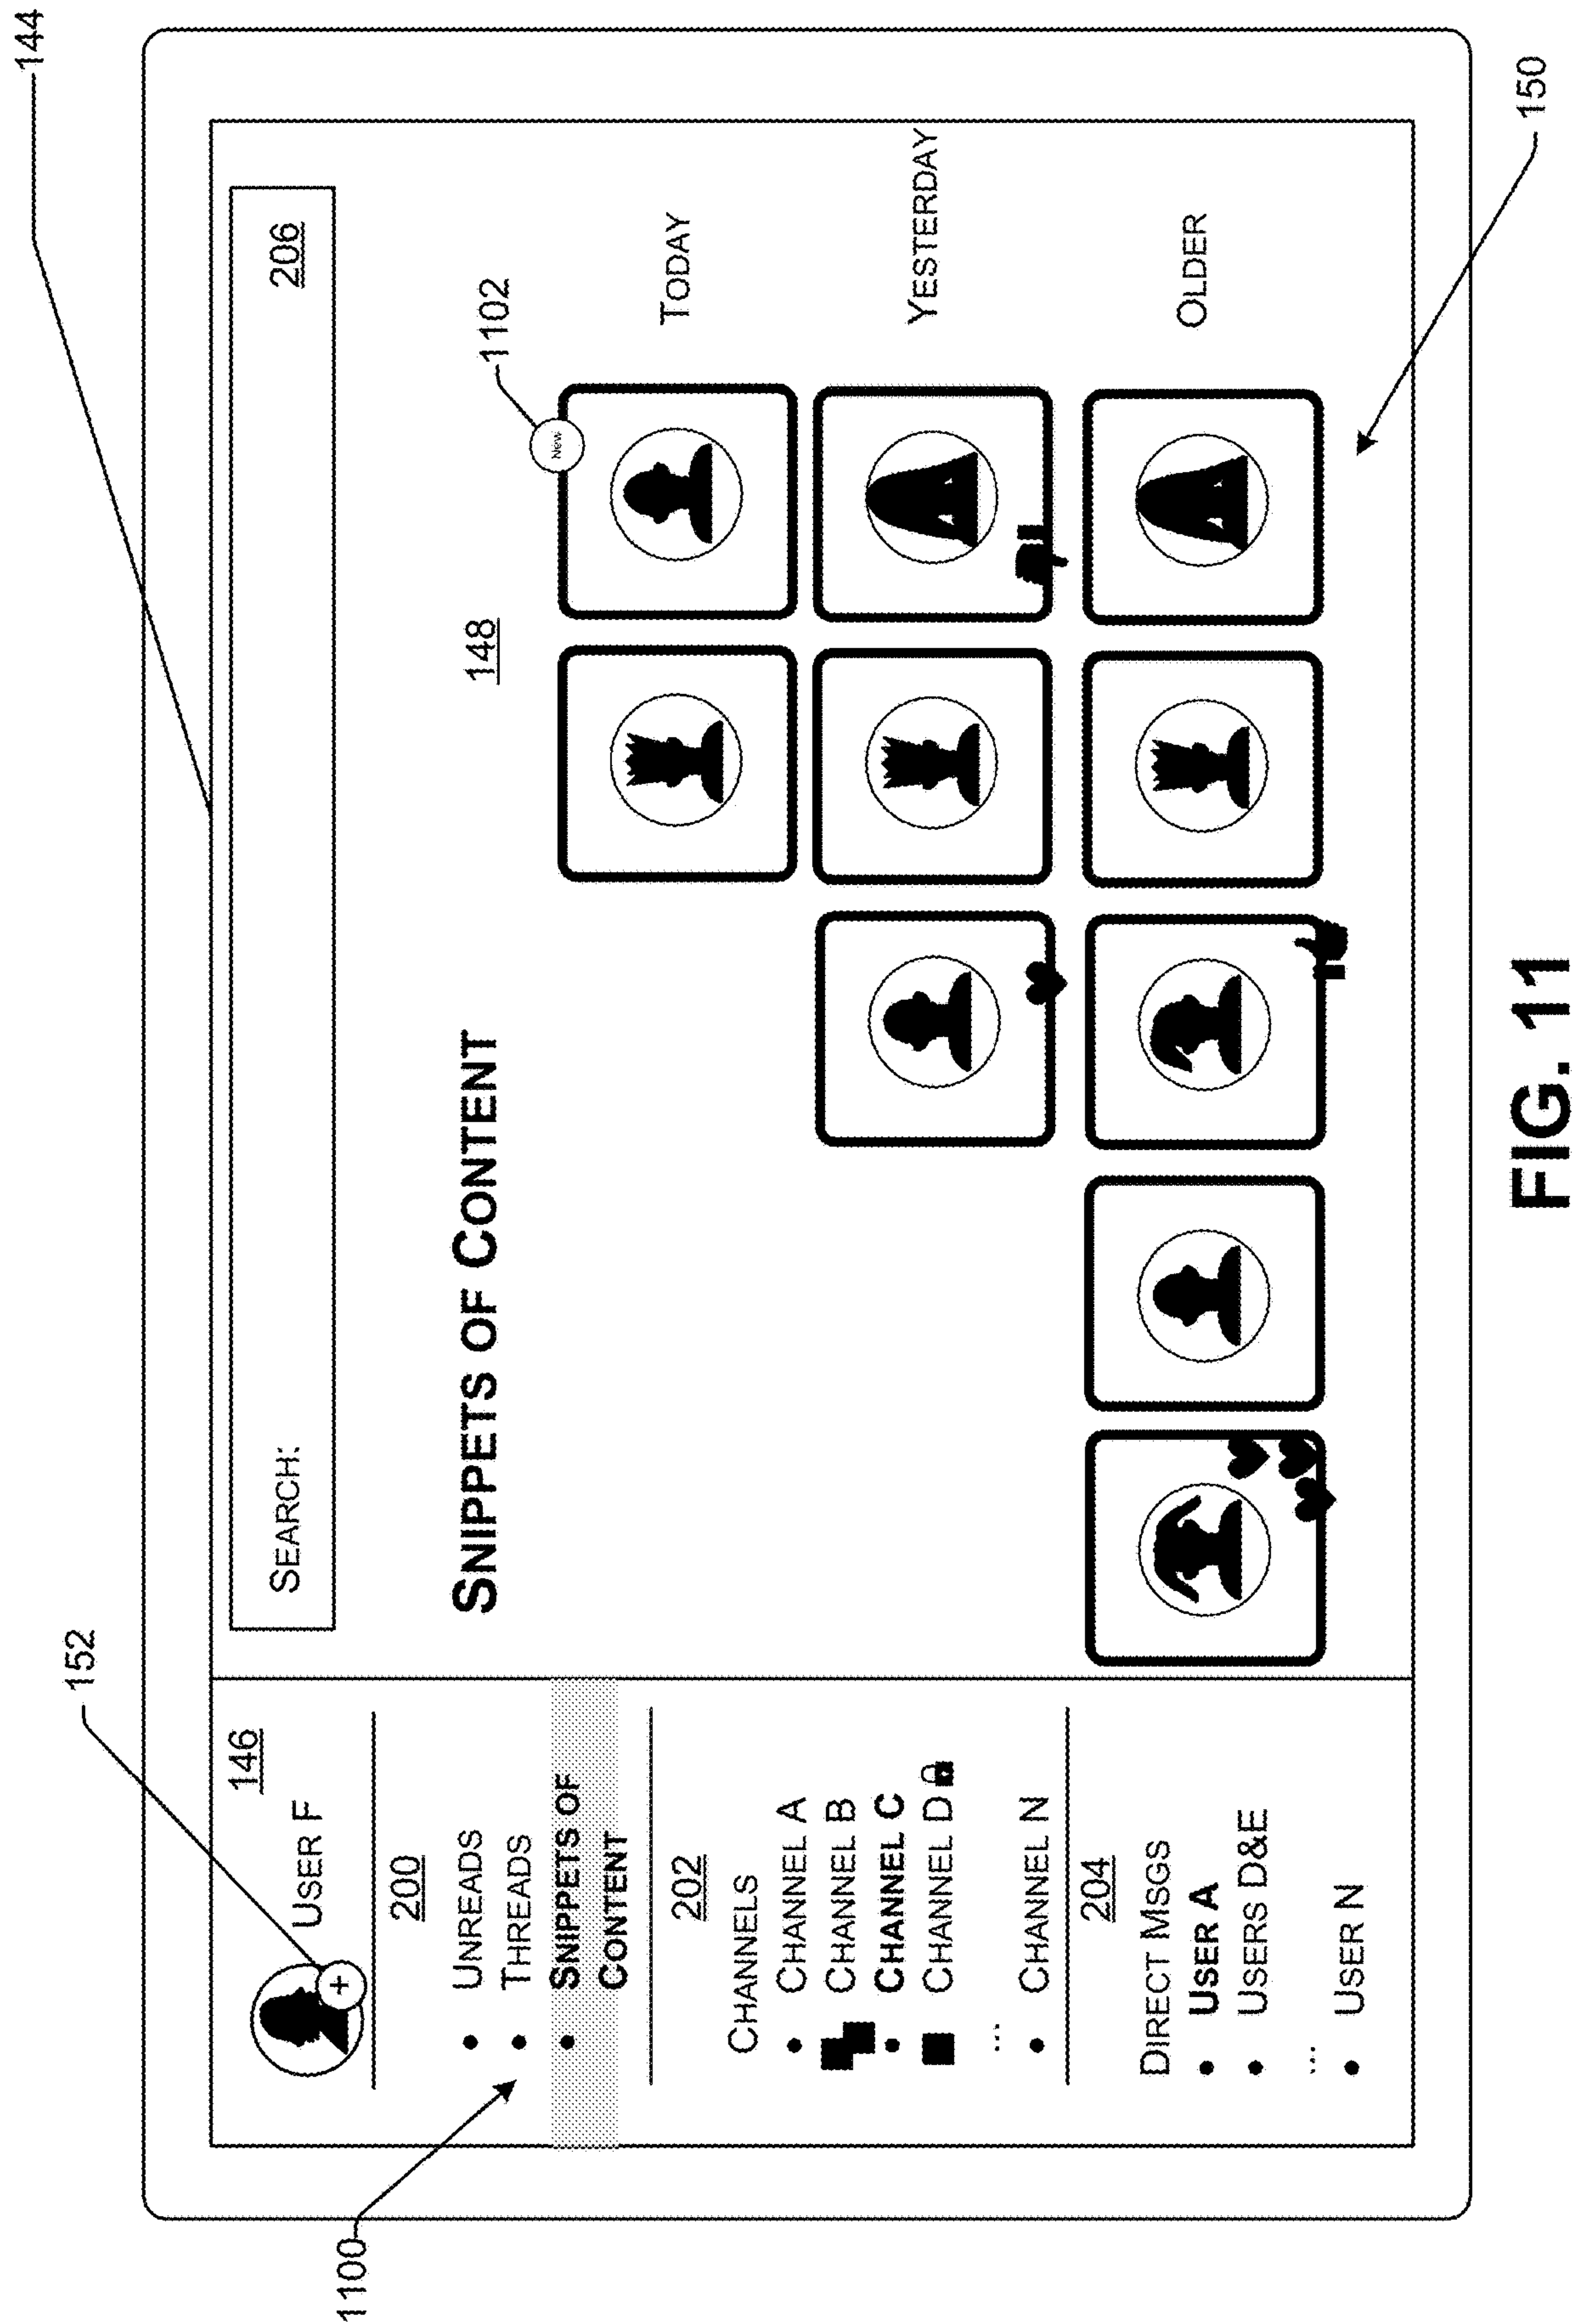 144
152
146
USER F
200
• UNREADS
• THREADS
• SNIPPETS OF
CONTENT
1100
202
CHANNELS
• CHANNEL A
CHANNEL B
• CHANNEL C
CHANNEL D
...
• CHANNEL N
204
DIRECT MSGS
• USER A
• USERS D&E
...
• USER N
SEARCH:
206
SNIPPETS OF CONTENT
148
1102
New
TODAY
YESTERDAY
OLDER
150
FIG. 11